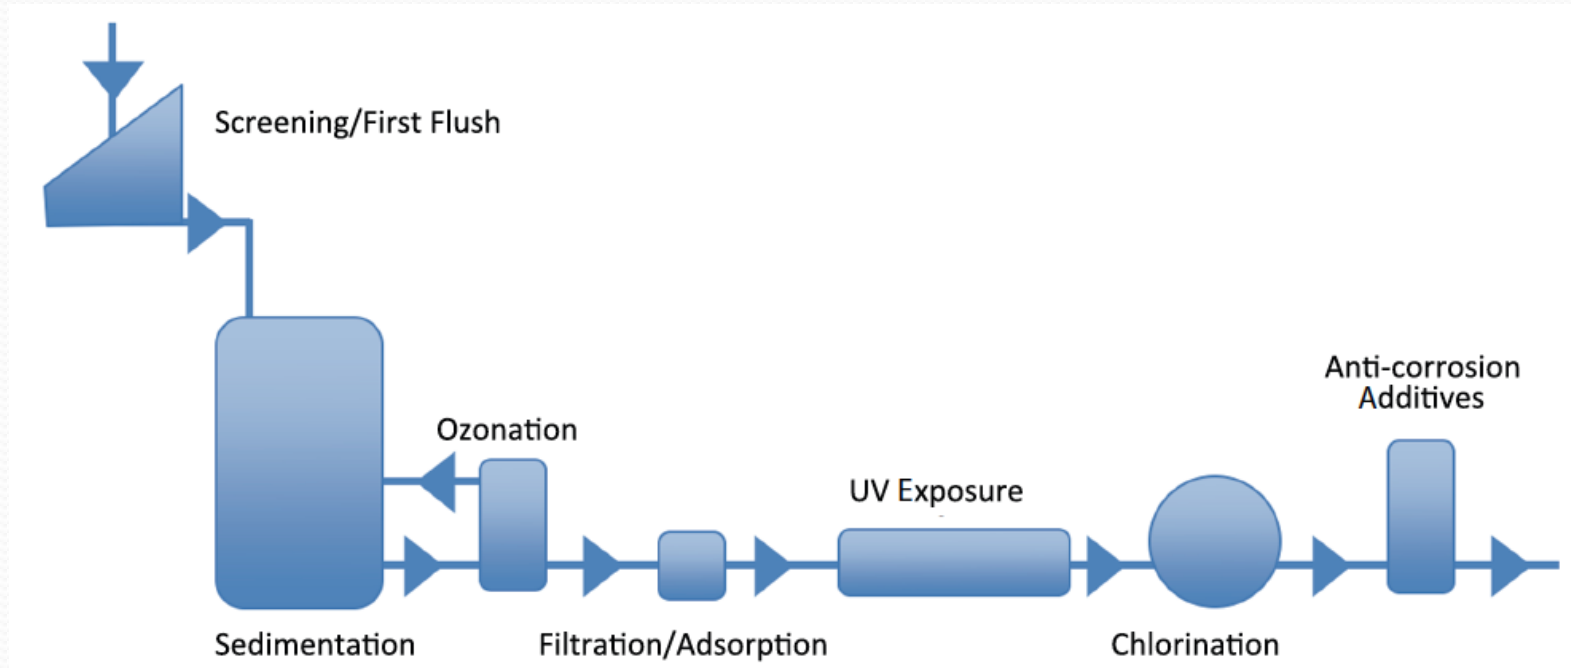 Screening/First Flush
Ozonation
Anti-corrosion
Additives
UV Exposure
Sedimentation
Filtration/Adsorption
Chlorination